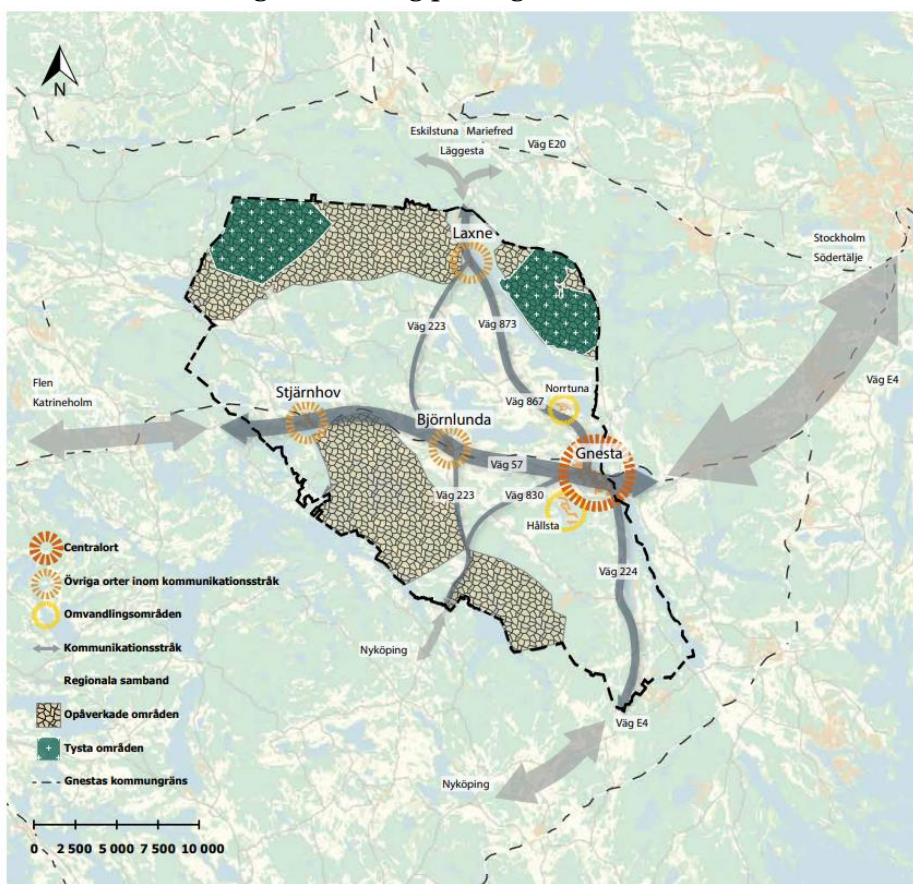 N
Eskilstuna Mariefred
Läggesta
Väg E20
Laxne
Stockholm
Södertälje
Väg 223
Väg 873
Väg E4
Flen
Katrineholm
Stjärnhov
Norrtuna
Väg 867
Björnlunda
Gnesta
Väg 57
Väg 223
Väg 830
Hållsta
Väg 224
Nyköping
Väg E4
Nyköping
Centralort
Övriga orter inom kommunikationsstråk
Omvandlingsområden
Kommunikationsstråk
Regionala samband
Opåverkade områden
Tysta områden
Gnestas kommungräns
0 2 500 5 000 7 500 10 000